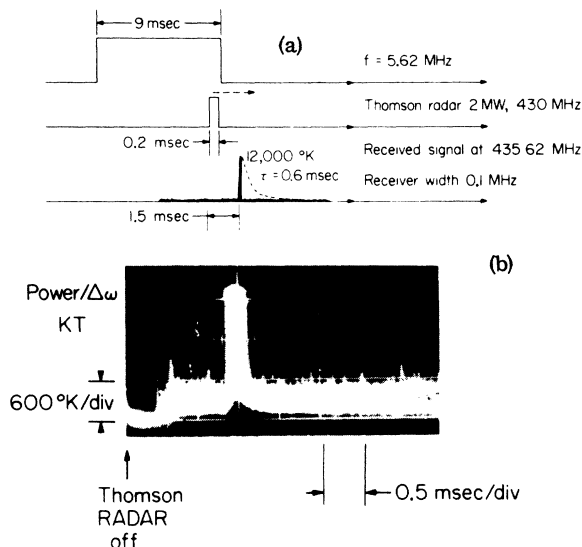 9 msec
(a)
f = 5.62 MHz
Thomson radar 2 MW, 430 MHz
0.2 msec
12,000 °K
Received signal at 435 62 MHz
τ = 0.6 msec
Receiver width 0.1 MHz
1.5 msec
(b)
Power/Δω
KT
600 °K/div
0.5 msec/div
Thomson
RADAR
off